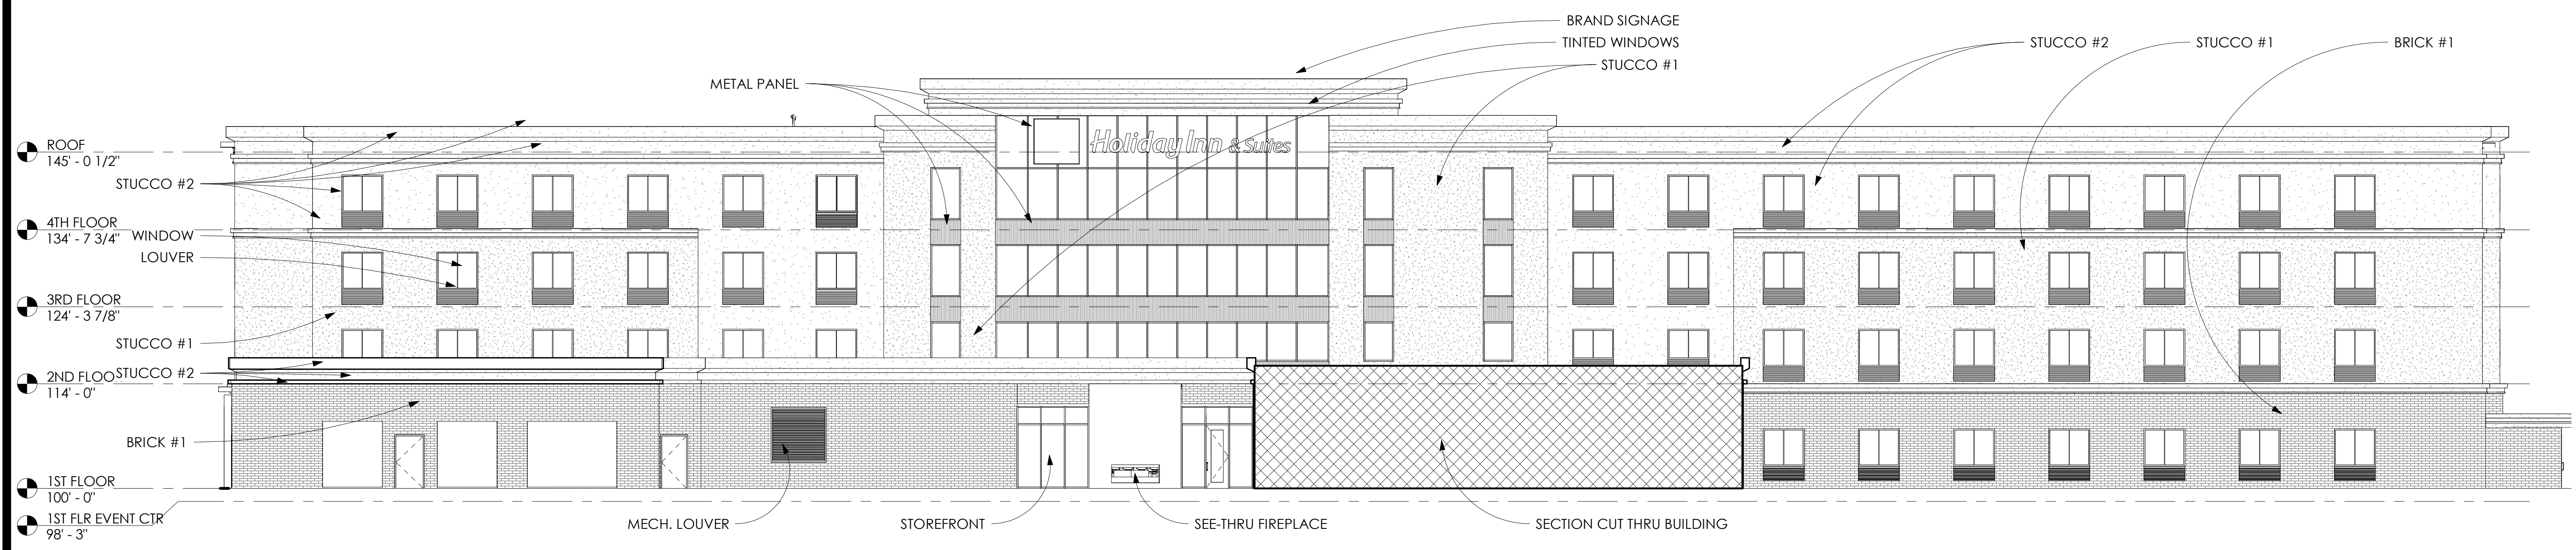 BRAND SIGNAGE
TINTED WINDOWS
STUCCO #1
STUCCO #2
STUCCO #1
BRICK #1
METAL PANEL
Holiday Inn & Suites
ROOF
145' - 0 1/2"
STUCCO #2
4TH FLOOR
134' - 7 3/4"
WINDOW
LOUVER
3RD FLOOR
124' - 3 7/8"
STUCCO #1
STUCCO #2
2ND FLOO
114' - 0"
BRICK #1
1ST FLOOR
100' - 0"
1ST FLR EVENT CTR
98' - 3"
MECH. LOUVER
STOREFRONT
SEE-THRU FIREPLACE
SECTION CUT THRU BUILDING